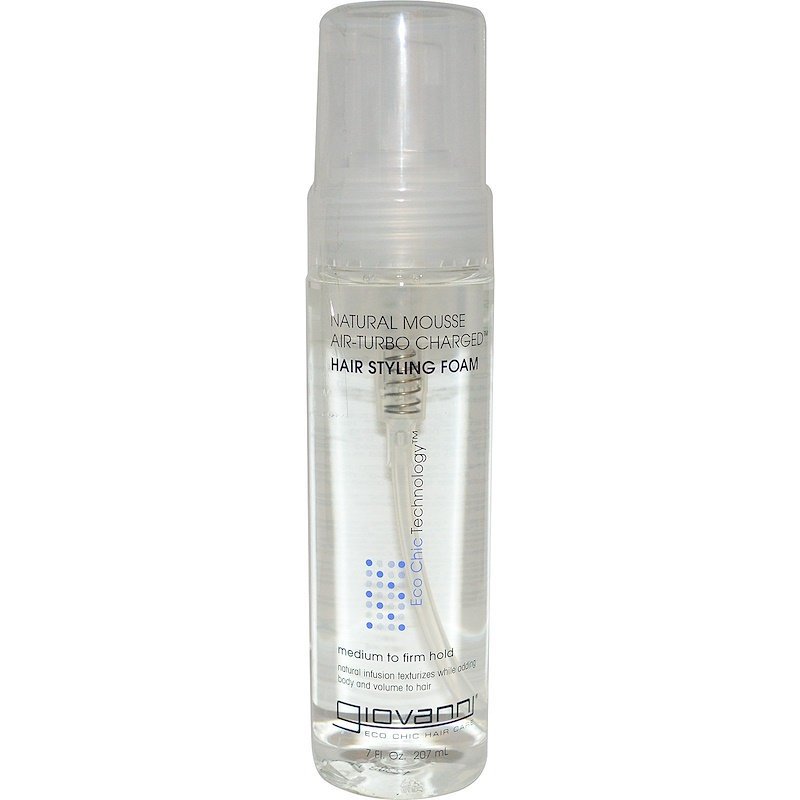 NATURAL MOUSSE
AIR-TURBO CHARGED™
HAIR STYLING FOAM
Eco Chic Technology™
medium to firm hold
natural infusion texturizes while adding
body and volume to hair
giovanni®
ECO CHIC HAIR CARE
7 Fl. Oz. 207 mL